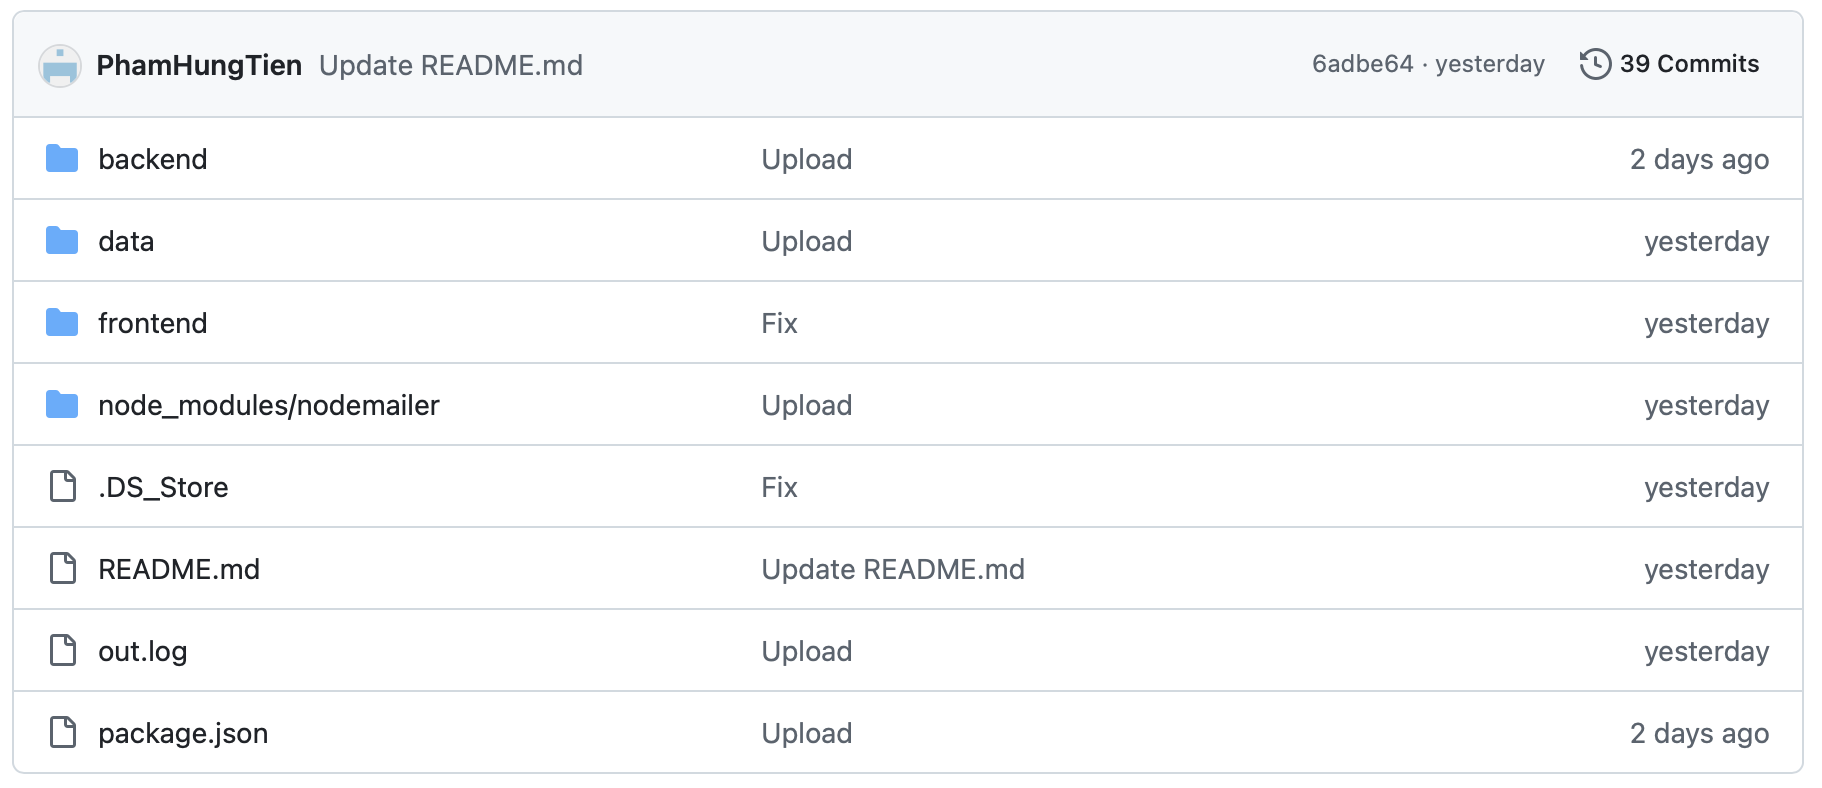 PhamHungTien Update README.md 6adbe64 · yesterday 39 Commits
backend Upload 2 days ago
data Upload yesterday
frontend Fix yesterday
node_modules/nodemailer Upload yesterday
.DS_Store Fix yesterday
README.md Update README.md yesterday
out.log Upload yesterday
package.json Upload 2 days ago